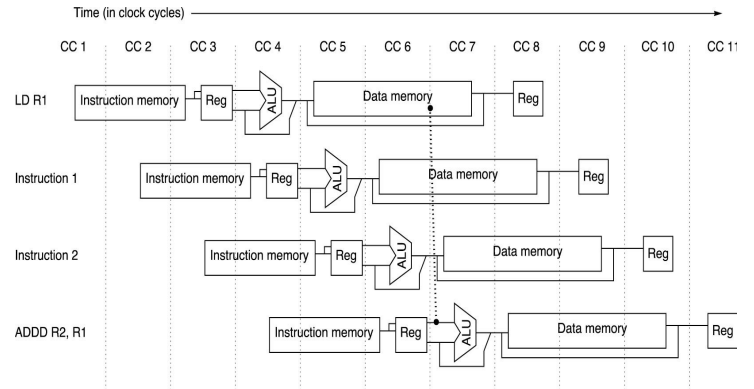 Time (in clock cycles)
CC 1 CC 2 CC 3 CC 4 CC 5 CC 6 CC 7 CC 8 CC 9 CC 10 CC 11
LD R1 Instruction memory Reg ALU Data memory Reg
Instruction 1 Instruction memory Reg ALU Data memory Reg
Instruction 2 Instruction memory Reg ALU Data memory Reg
ADDD R2, R1 Instruction memory Reg ALU Data memory Reg